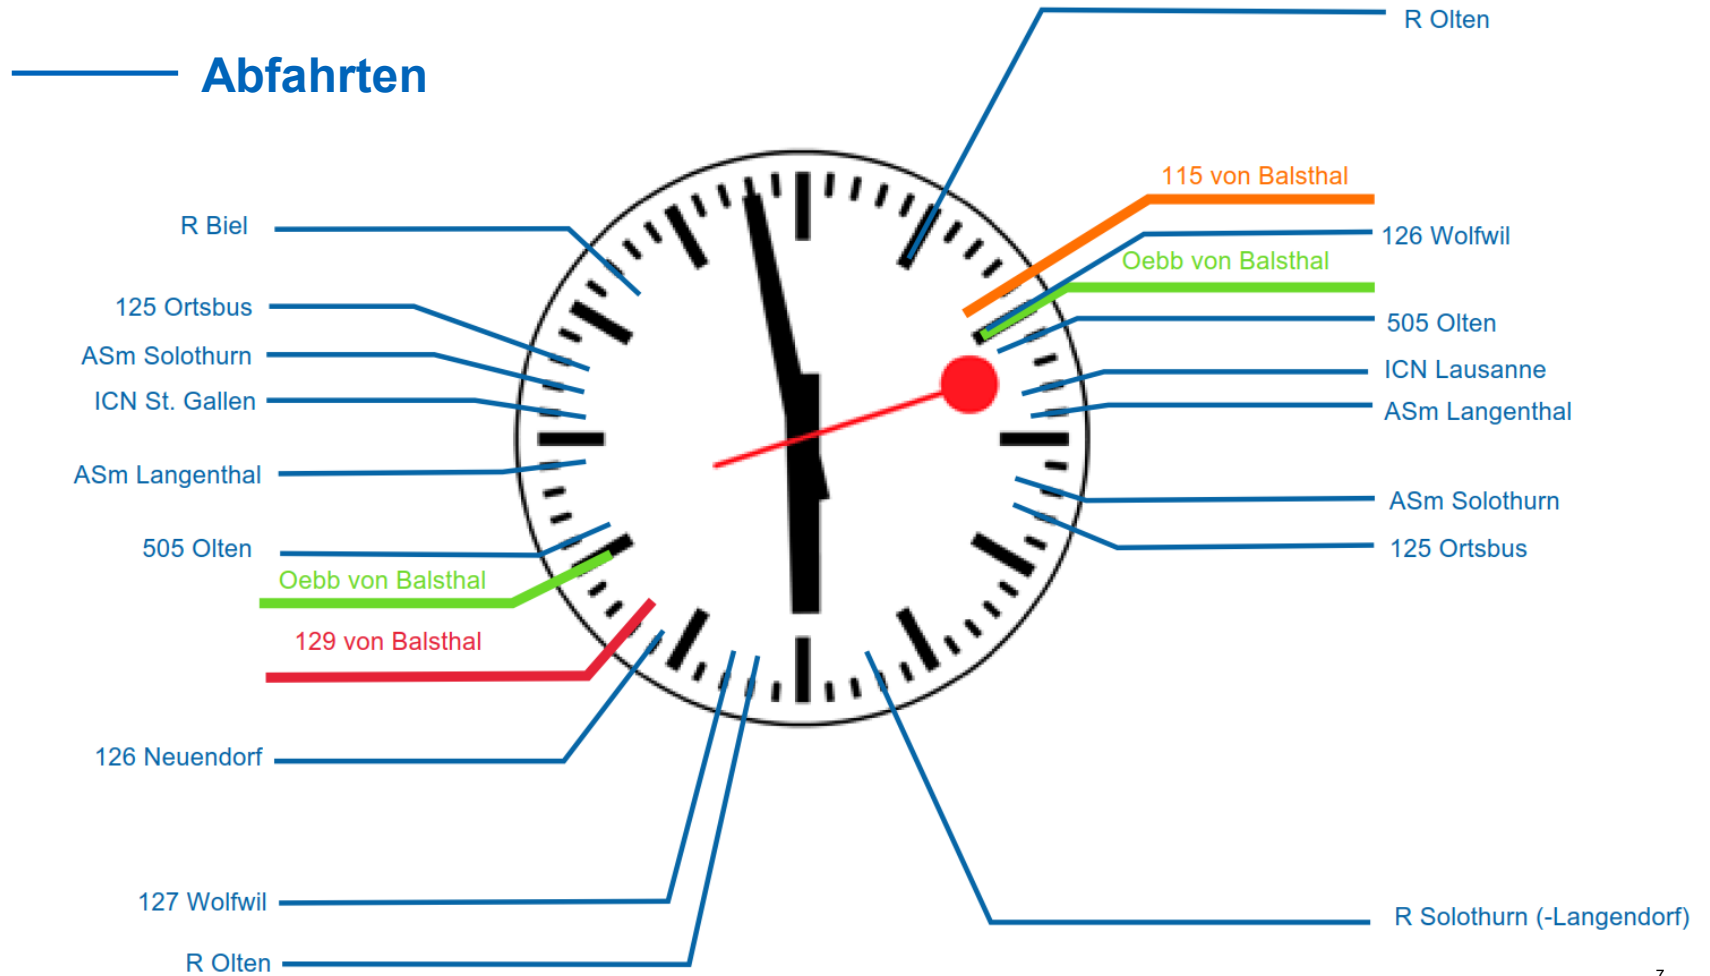 Abfahrten
R Olten
115 von Balsthal
126 Wolfwil
Oebb von Balsthal
505 Olten
ICN Lausanne
ASm Langenthal
ASm Solothurn
125 Ortsbus
R Solothurn (-Langendorf)
R Biel
125 Ortsbus
ASm Solothurn
ICN St. Gallen
ASm Langenthal
505 Olten
Oebb von Balsthal
129 von Balsthal
126 Neuendorf
127 Wolfwil
R Olten
7